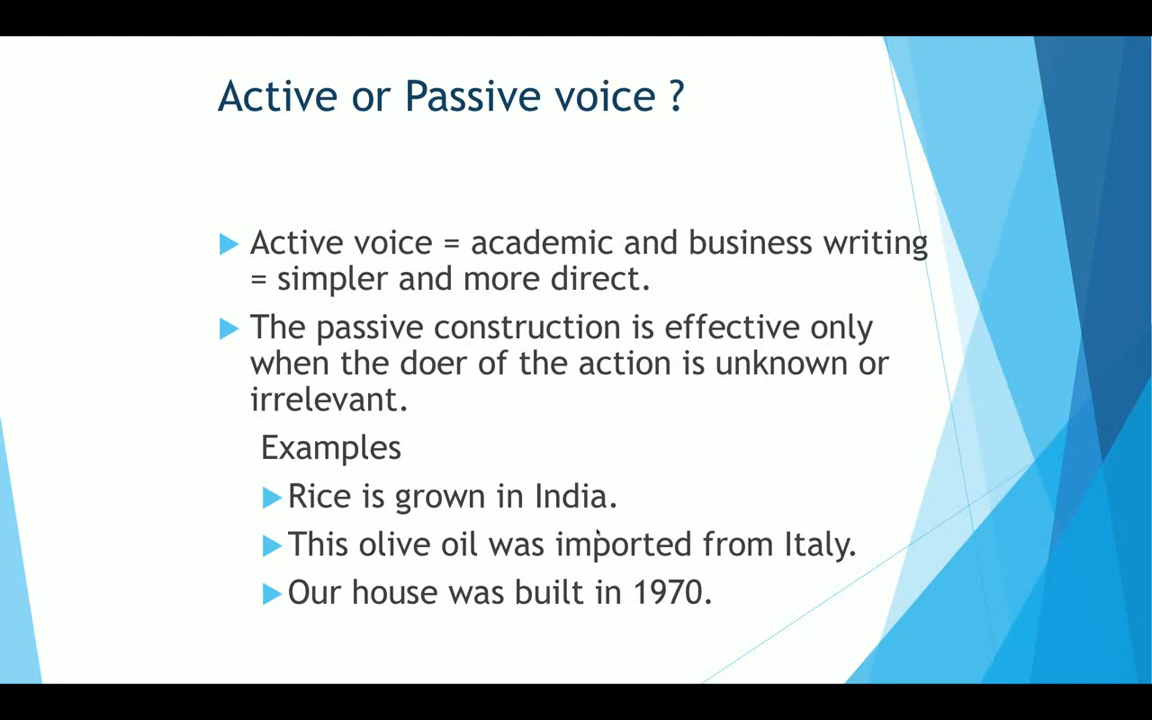 Active or Passive voice ?
Active voice = academic and business writing
= simpler and more direct.
The passive construction is effective only
when the doer of the action is unknown or
irrelevant.
Examples
Rice is grown in India.
This olive oil was imported from Italy.
Our house was built in 1970.